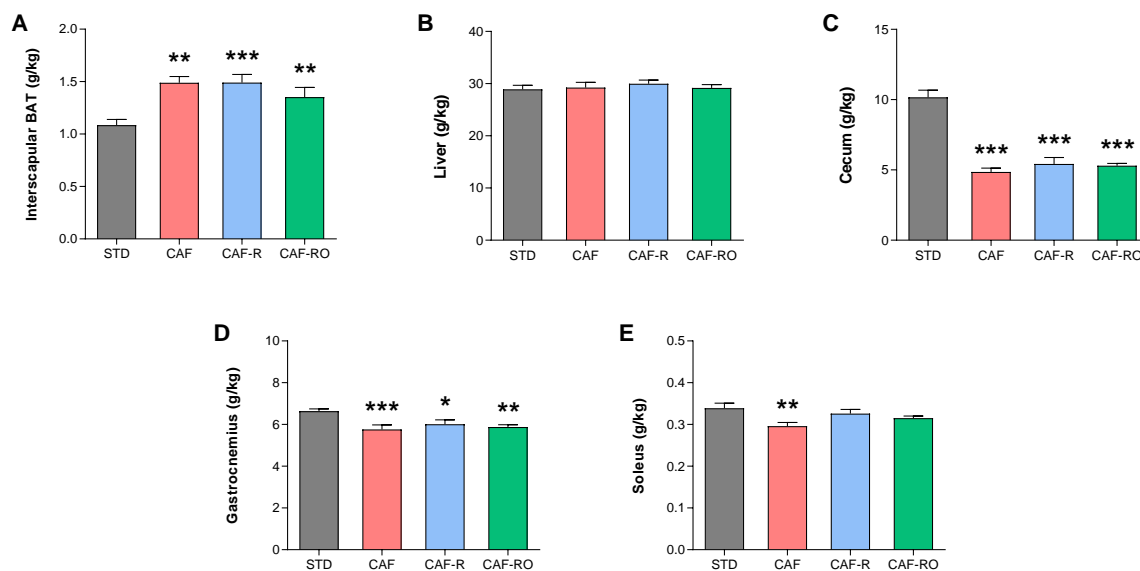 A
Interscapular BAT (g/kg)
2.0
1.5
1.0
0.5
0.0
** *** **
STD CAF CAF-R CAF-RO
B
Liver (g/kg)
40
30
20
10
0
STD CAF CAF-R CAF-RO
C
Cecum (g/kg)
15
10
5
0
*** *** ***
STD CAF CAF-R CAF-RO
D
Gastrocnemius (g/kg)
10
8
6
4
2
0
*** * **
STD CAF CAF-R CAF-RO
E
Soleus (g/kg)
0.5
0.4
0.3
0.2
0.1
0.0
**
STD CAF CAF-R CAF-RO